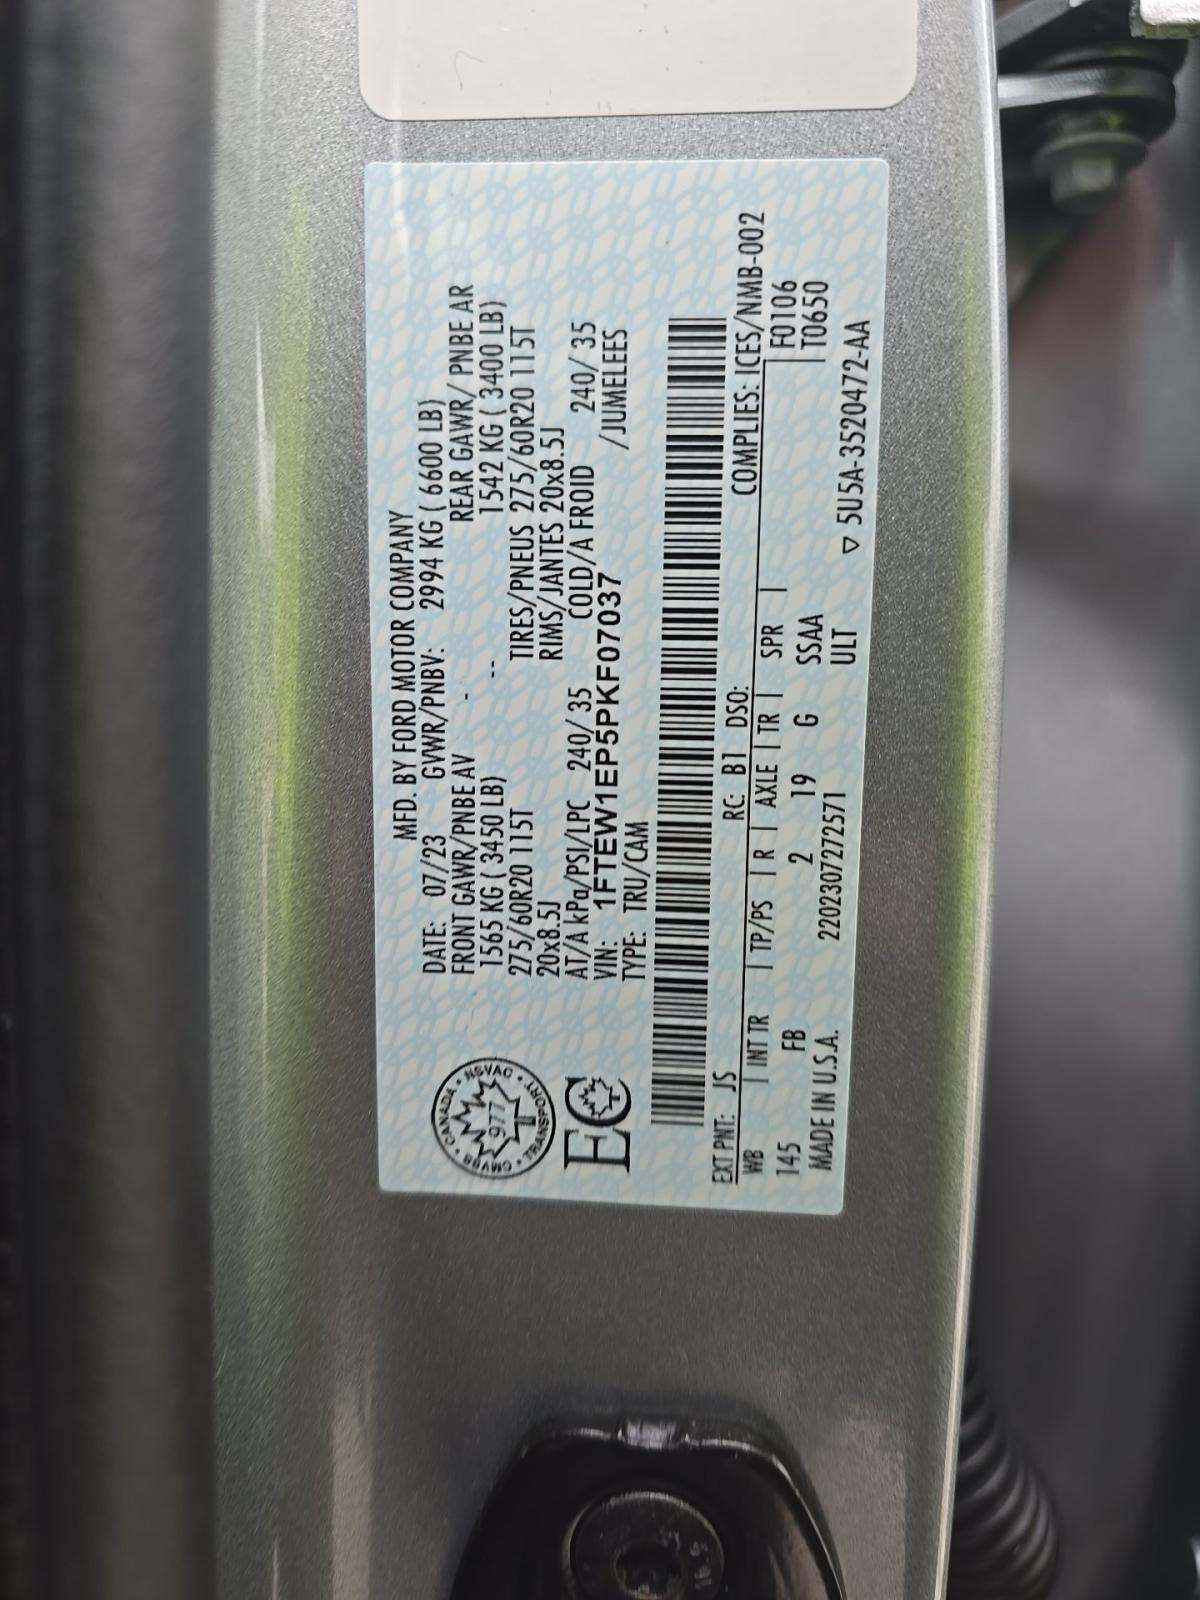 MFD. BY FORD MOTOR COMPANY
DATE: 07/23 GVWR/PNBV: 2994 KG ( 6600 LB)
FRONT GAWR/PNBE AV - REAR GAWR/ PNBE AR
1565 KG ( 3450 LB) -- 1542 KG ( 3400 LB)
275/60R20 115T TIRES/PNEUS 275/60R20 115T
20x8.5J RIMS/JANTES 20x8.5J
AT/A kPa/PSI/LPC 240/ 35 COLD/A FROID 240/ 35
VIN: 1FTEW1EP5PKF07037 /JUMELEES
TYPE: TRU/CAM
CANADA • NSVAC • TRANSPORT • CMVSS •
977
T
EC
EXT PNT: JS RC: B1 DSO: COMPLIES: ICES/NMB-002
WB | INT TR | TP/PS | R | AXLE | TR | SPR | F0106
145 FB 2 19 G SSAA | T0650
MADE IN U.S.A. 2202307272571 ULT ▽ 5U5A-3520472-AA